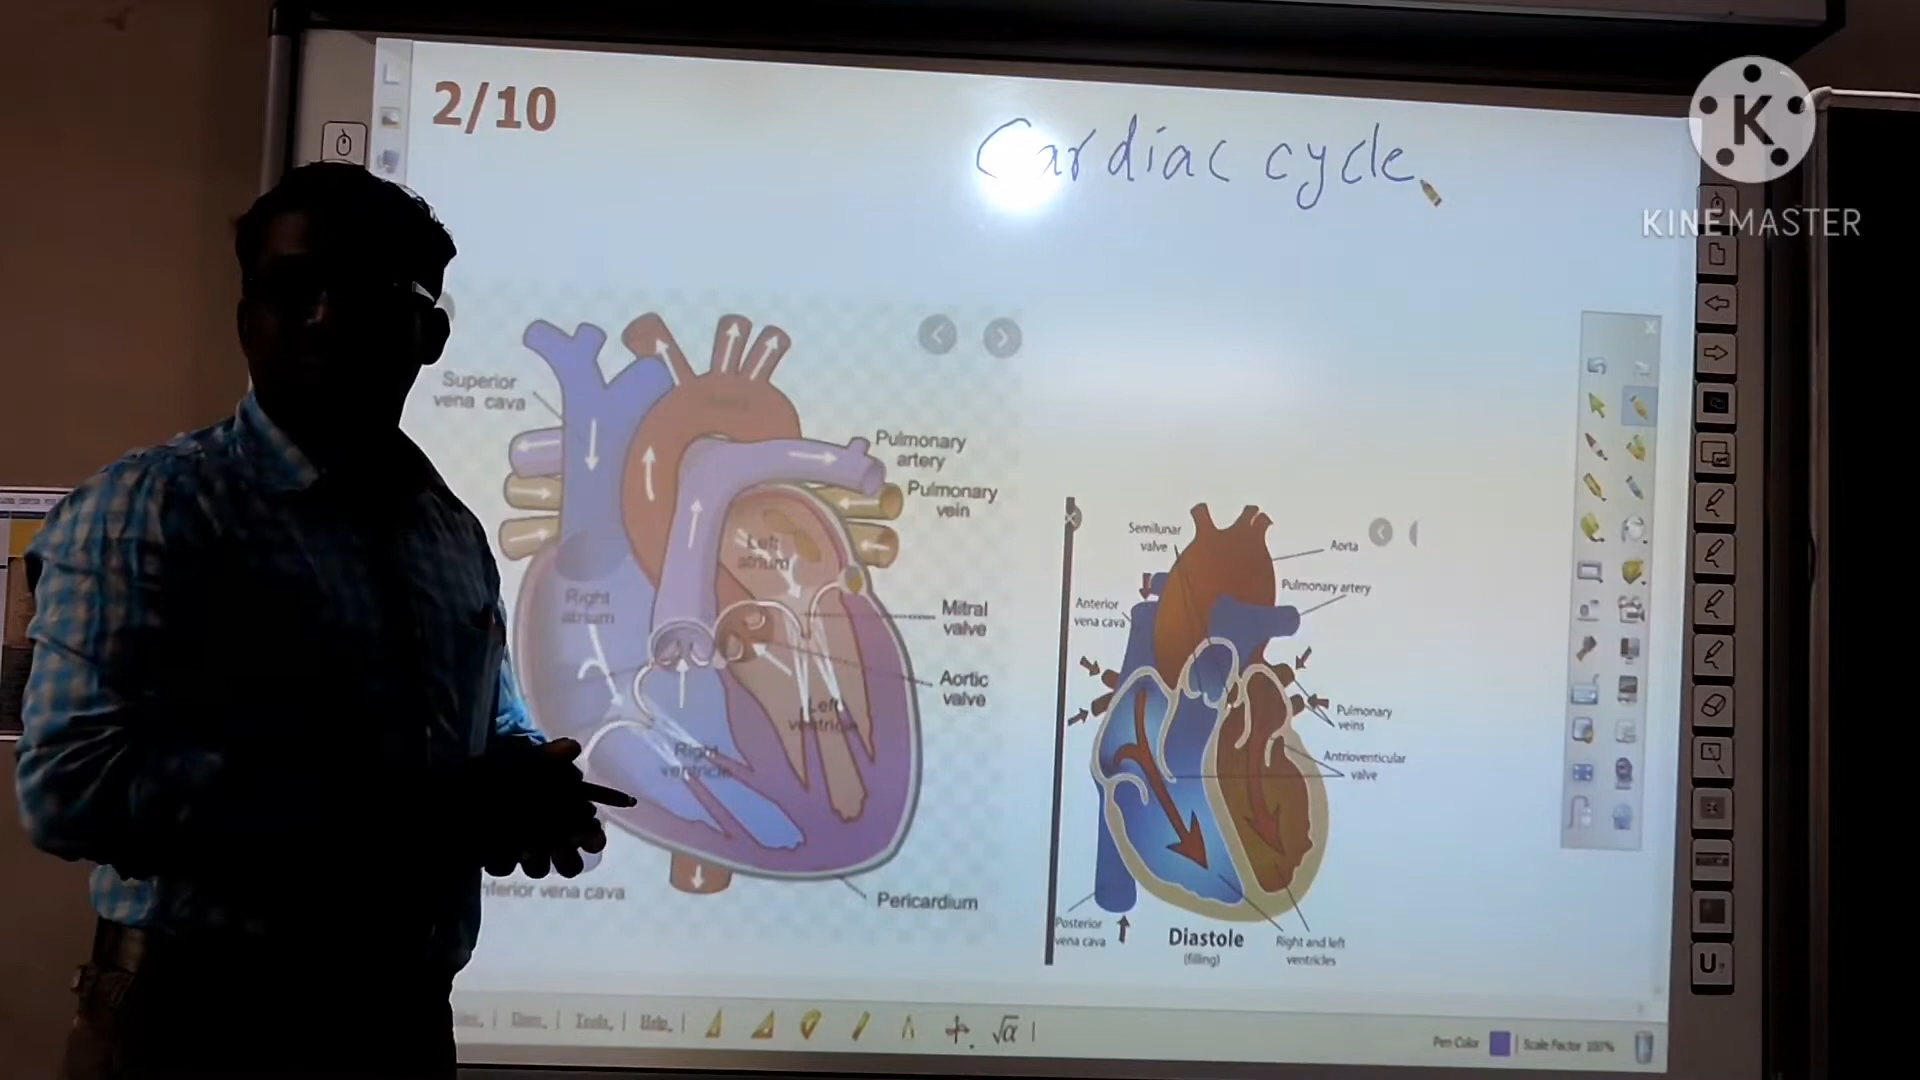 2/10
Cardiac cycle
K
KINEMASTER
Superior
vena cava
Pulmonary
artery
Pulmonary
vein
Left
atrium
Right
atrium
Mitral
valve
Aortic
valve
Left
ventricle
Right
ventricle
nferior vena cava
Pericardium
Semilunar
valve
Aorta
Pulmonary artery
Anterior
vena cava
Pulmonary
veins
Antrioventicular
valve
Posterior
vena cava
Diastole
(filling)
Right and left
ventricles
Tools.
Help.
√α
Pen Color
Scale Factor 100%
U